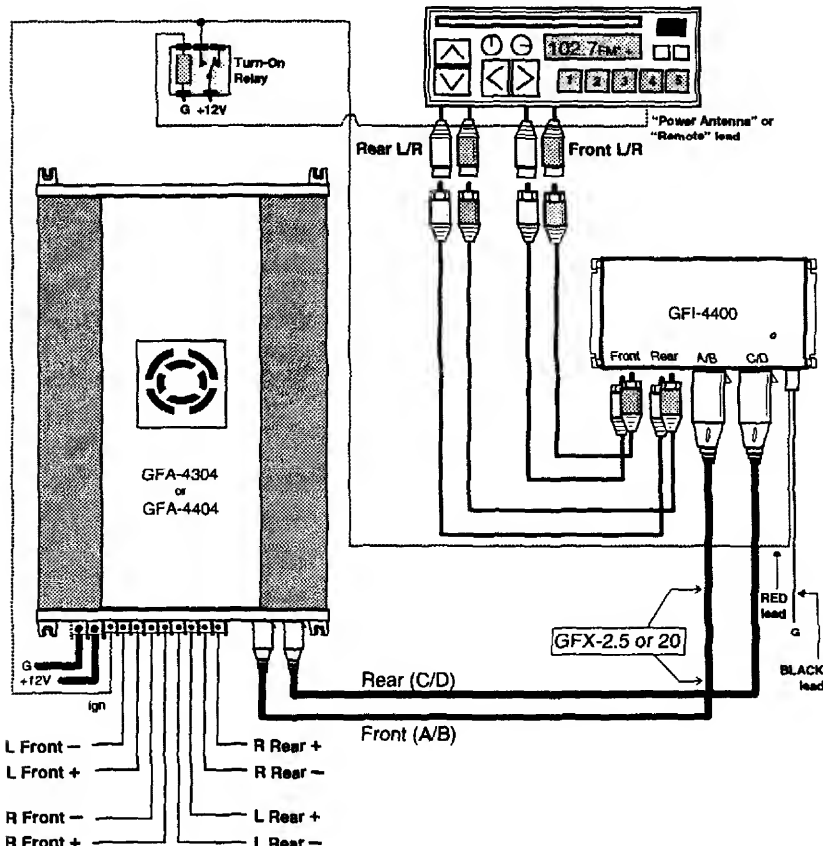 102.7 FM
1 2 3 4 5
Turn-On
Relay
G +12V
"Power Antenna" or
"Remote" lead
Rear L/R
Front L/R
GFI-4400
Front Rear A/B C/D
GFA-4304
or
GFA-4404
RED
lead
G
BLACK
lead
GFX-2.5 or 20
G
+12V
ign
Rear (C/D)
Front (A/B)
L Front −
L Front +
R Front −
R Front +
R Rear +
R Rear −
L Rear +
L Rear −